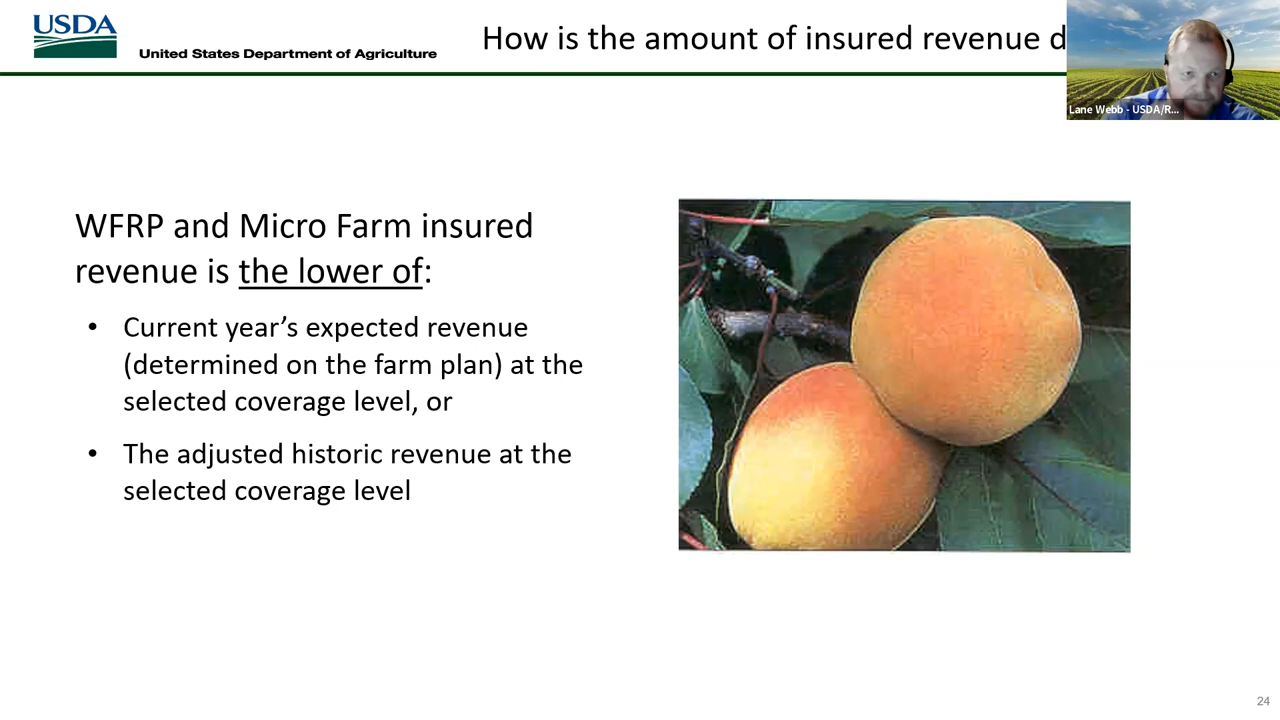 USDA
United States Department of Agriculture
How is the amount of insured revenue d
Lane Webb - USDA/R...
WFRP and Micro Farm insured
revenue is the lower of:
• Current year’s expected revenue
(determined on the farm plan) at the
selected coverage level, or
• The adjusted historic revenue at the
selected coverage level
24